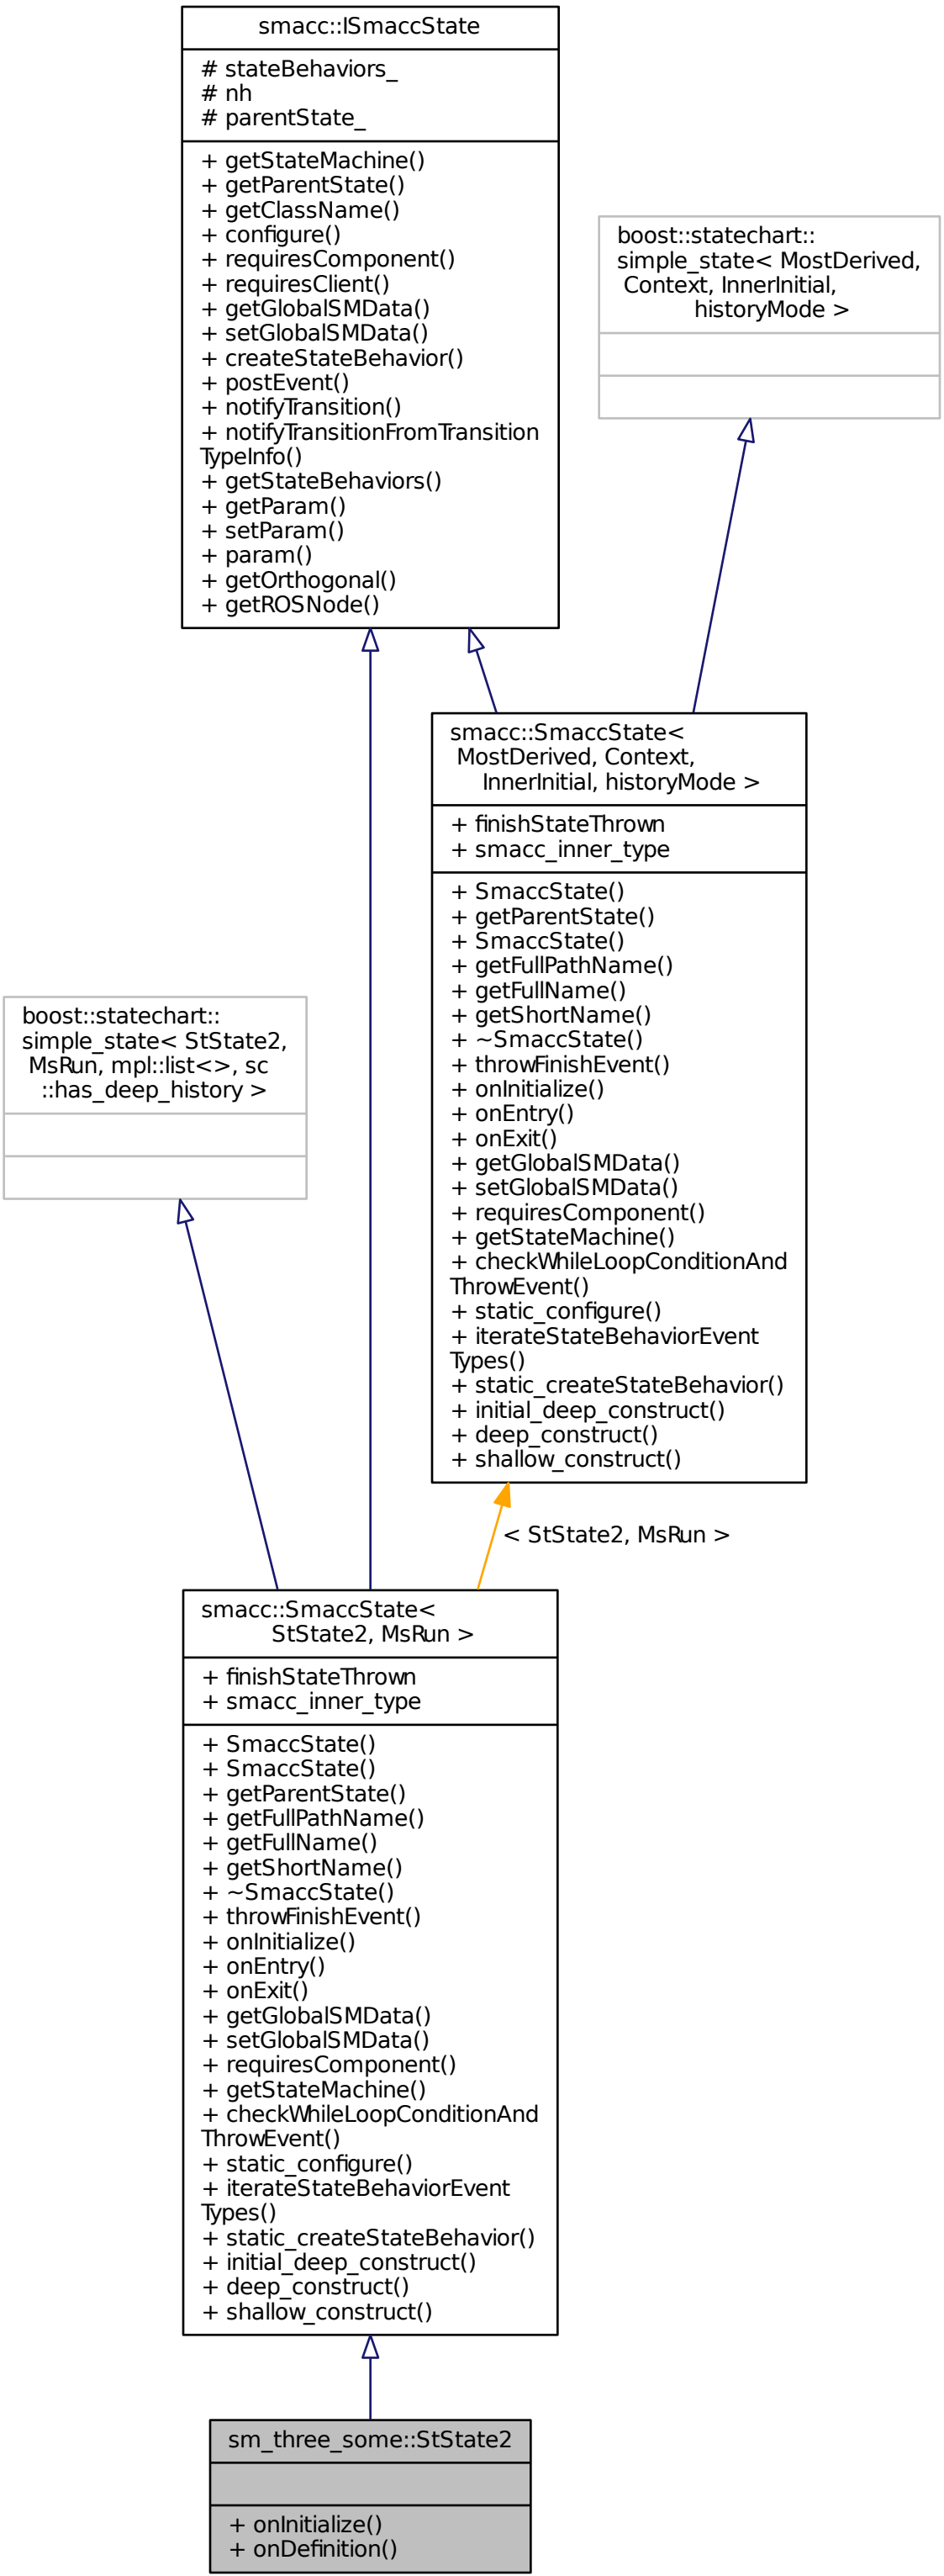 smacc::ISmaccState
# stateBehaviors_
# nh
# parentState_
+ getStateMachine()
+ getParentState()
+ getClassName()
+ configure()
+ requiresComponent()
+ requiresClient()
+ getGlobalSMData()
+ setGlobalSMData()
+ createStateBehavior()
+ postEvent()
+ notifyTransition()
+ notifyTransitionFromTransition
TypeInfo()
+ getStateBehaviors()
+ getParam()
+ setParam()
+ param()
+ getOrthogonal()
+ getROSNode()
boost::statechart::
simple_state< MostDerived,
Context, InnerInitial,
historyMode >
smacc::SmaccState<
MostDerived, Context,
InnerInitial, historyMode >
+ finishStateThrown
+ smacc_inner_type
+ SmaccState()
+ getParentState()
+ SmaccState()
+ getFullPathName()
+ getFullName()
+ getShortName()
+ ~SmaccState()
+ throwFinishEvent()
+ onInitialize()
+ onEntry()
+ onExit()
+ getGlobalSMData()
+ setGlobalSMData()
+ requiresComponent()
+ getStateMachine()
+ checkWhileLoopConditionAnd
ThrowEvent()
+ static_configure()
+ iterateStateBehaviorEvent
Types()
+ static_createStateBehavior()
+ initial_deep_construct()
+ deep_construct()
+ shallow_construct()
boost::statechart::
simple_state< StState2,
MsRun, mpl::list<>, sc
::has_deep_history >
< StState2, MsRun >
smacc::SmaccState<
StState2, MsRun >
+ finishStateThrown
+ smacc_inner_type
+ SmaccState()
+ SmaccState()
+ getParentState()
+ getFullPathName()
+ getFullName()
+ getShortName()
+ ~SmaccState()
+ throwFinishEvent()
+ onInitialize()
+ onEntry()
+ onExit()
+ getGlobalSMData()
+ setGlobalSMData()
+ requiresComponent()
+ getStateMachine()
+ checkWhileLoopConditionAnd
ThrowEvent()
+ static_configure()
+ iterateStateBehaviorEvent
Types()
+ static_createStateBehavior()
+ initial_deep_construct()
+ deep_construct()
+ shallow_construct()
sm_three_some::StState2
+ onInitialize()
+ onDefinition()